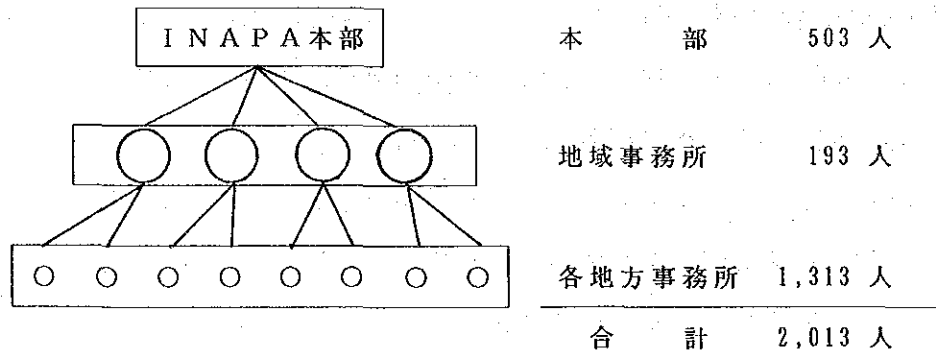 INAPA本部
本部 503 人
地域事務所 193 人
各地方事務所 1,313 人
合計 2,013 人